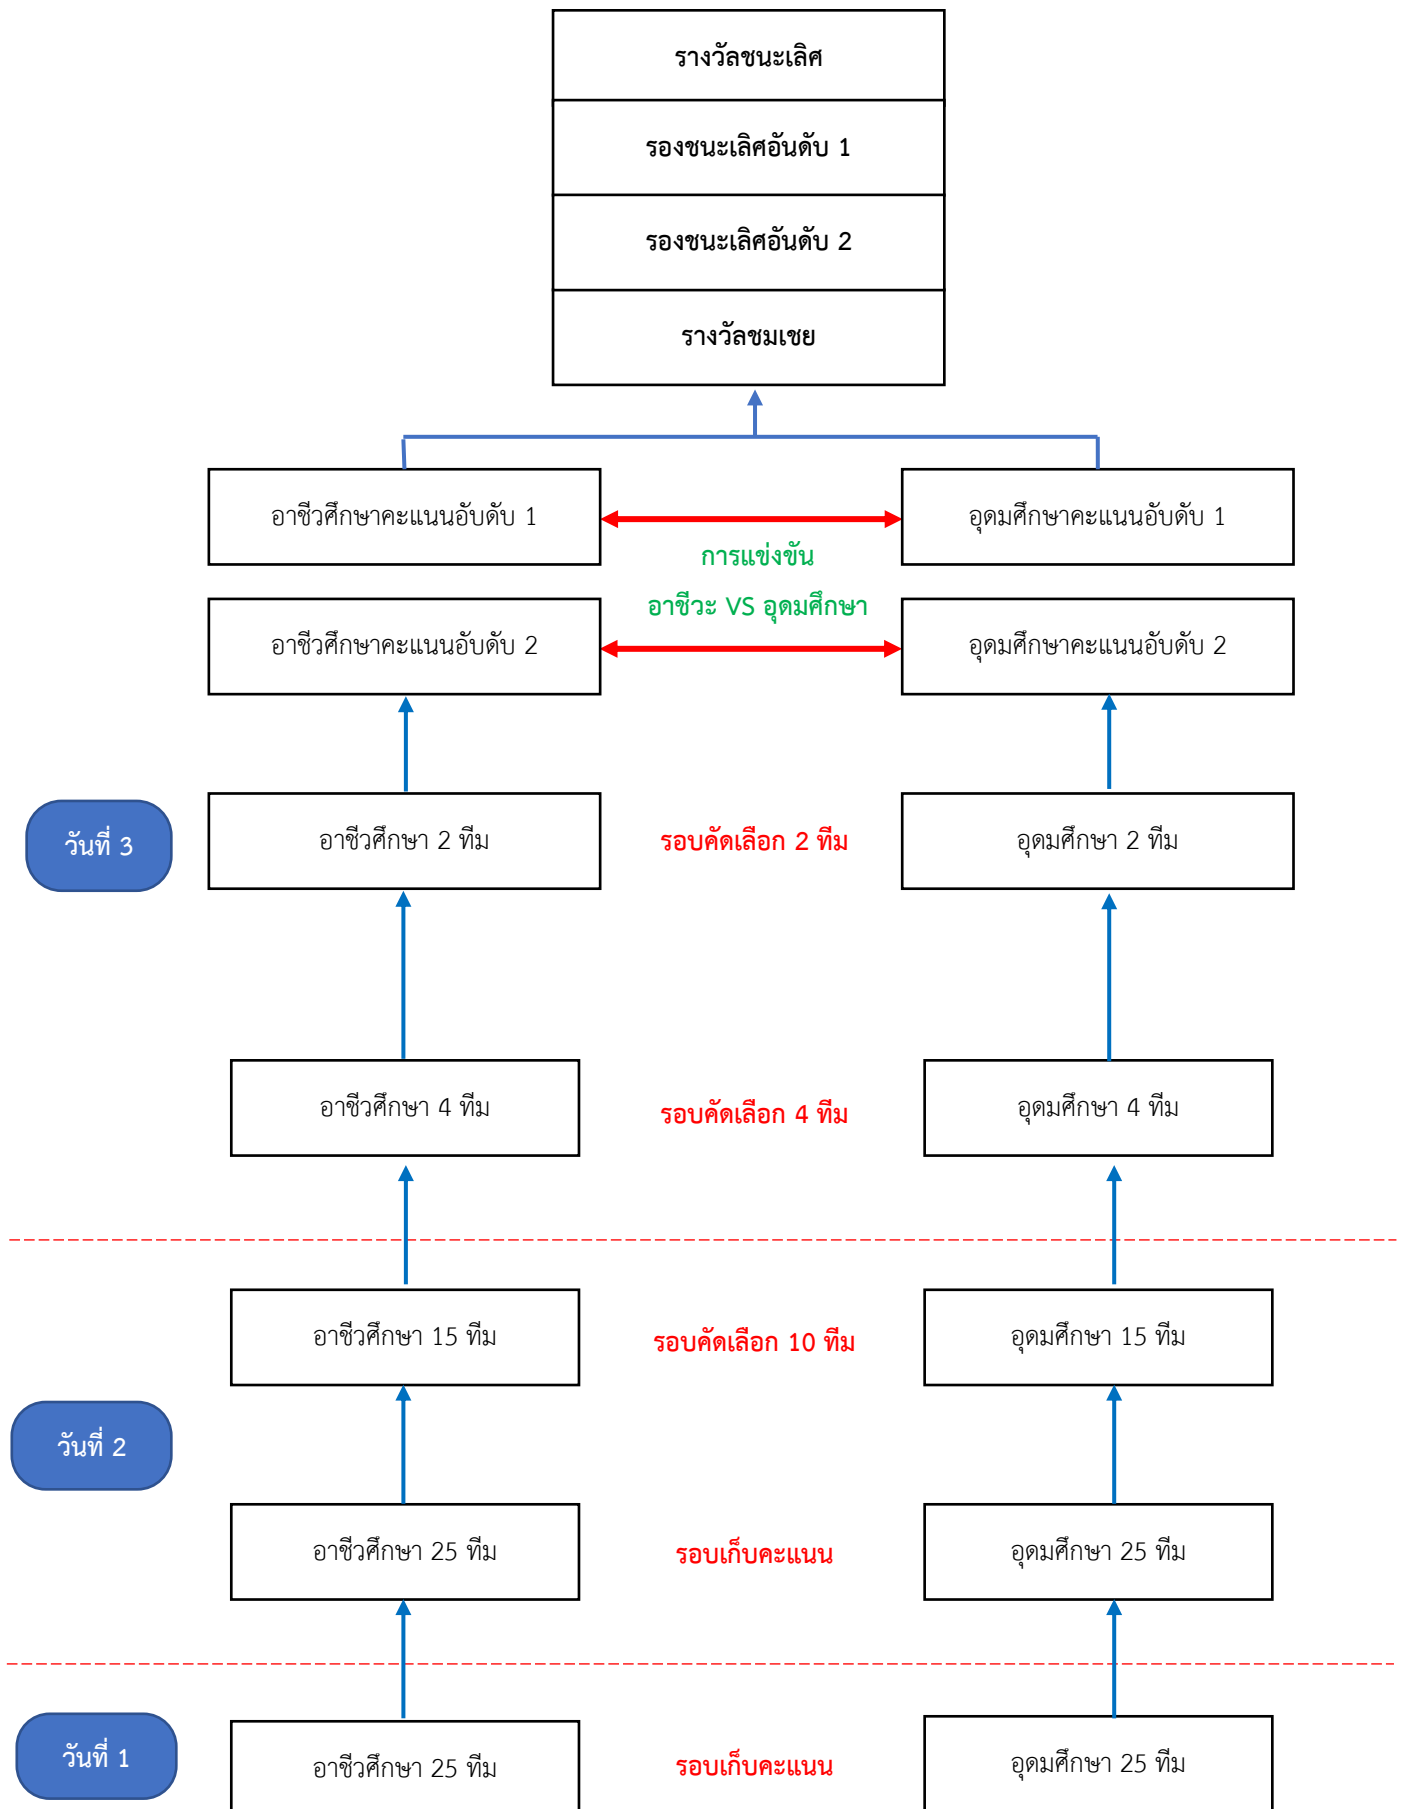 รางวัลชนะเลิศ
รองชนะเลิศอันดับ 1
รองชนะเลิศอันดับ 2
รางวัลชมเชย
อาชีวศึกษาคะแนนอับดับ 1
อุดมศึกษาคะแนนอับดับ 1
การแข่งขัน
อาชีวะ VS อุดมศึกษา
อาชีวศึกษาคะแนนอับดับ 2
อุดมศึกษาคะแนนอับดับ 2
วันที่ 3
อาชีวศึกษา 2 ทีม
รอบคัดเลือก 2 ทีม
อุดมศึกษา 2 ทีม
อาชีวศึกษา 4 ทีม
รอบคัดเลือก 4 ทีม
อุดมศึกษา 4 ทีม
อาชีวศึกษา 15 ทีม
รอบคัดเลือก 10 ทีม
อุดมศึกษา 15 ทีม
วันที่ 2
อาชีวศึกษา 25 ทีม
รอบเก็บคะแนน
อุดมศึกษา 25 ทีม
วันที่ 1
อาชีวศึกษา 25 ทีม
รอบเก็บคะแนน
อุดมศึกษา 25 ทีม